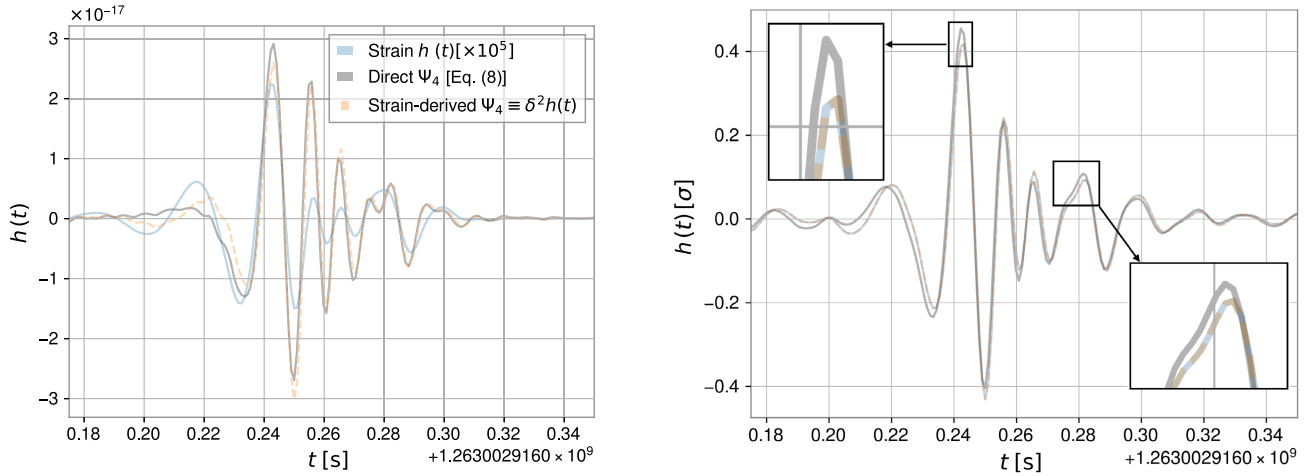 ×10⁻¹⁷
3
2
1
0
−1
−2
−3
h(t)
Strain h (t)[×10⁵]
Direct Ψ₄ [Eq. (8)]
Strain-derived Ψ₄ ≡ δ²h(t)
0.18 0.20 0.22 0.24 0.26 0.28 0.30 0.32 0.34
t [s]
+1.2630029160 × 10⁹
0.4
0.2
0.0
−0.2
−0.4
h(t) [σ]
0.18 0.20 0.22 0.24 0.26 0.28 0.30 0.32 0.34
t [s]
+1.2630029160 × 10⁹